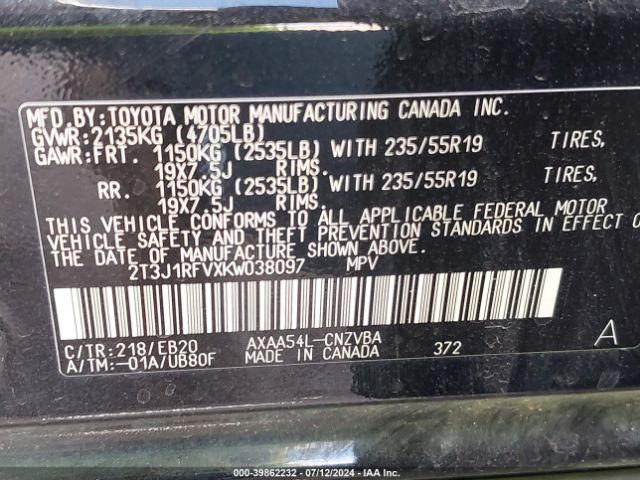 MFD.BY:TOYOTA MOTOR MANUFACTURING CANADA INC.
GVWR:2135KG (4705LB)
GAWR:FRT. 1150KG (2535LB) WITH 235/55R19 TIRES,
19X7.5J RIMS.
RR. 1150KG (2535LB) WITH 235/55R19 TIRES,
19X7.5J RIMS.
THIS VEHICLE CONFORMS TO ALL APPLICABLE FEDERAL MOTOR
VEHICLE SAFETY AND THEFT PREVENTION STANDARDS IN EFFECT O
THE DATE OF MANUFACTURE SHOWN ABOVE.
2T3J1RFVXKW038097 MPV
C/TR:218/EB20 AXAA54L-CNZVBA A
A/TM:-01A/UB80F MADE IN CANADA 372
000-39862232 - 07/12/2024 - IAA Inc.